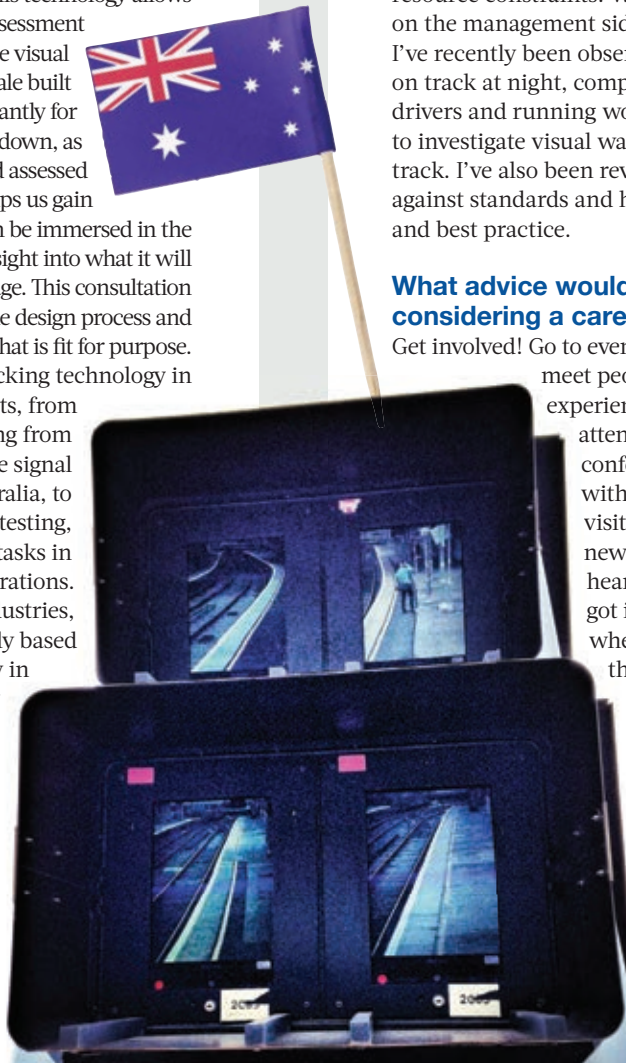 technology allows
ssessment
e visual
ale built
antly for
down, as
d assessed
ps us gain
n be immersed in the
sight into what it will
ge. This consultation
e design process and
hat is fit for purpose.
cking technology in
ts, from
ng from
e signal
ralia, to
testing,
tasks in
rations.
dustries,
ly based
y in
resource constraints.
on the management sid
I've recently been obser
on track at night, comp
drivers and running wo
to investigate visual wa
track. I've also been rev
against standards and h
and best practice.
What advice would
considering a care
Get involved! Go to ever
meet peo
experien
atten
confe
with
visit
new
hear
got i
whe
th